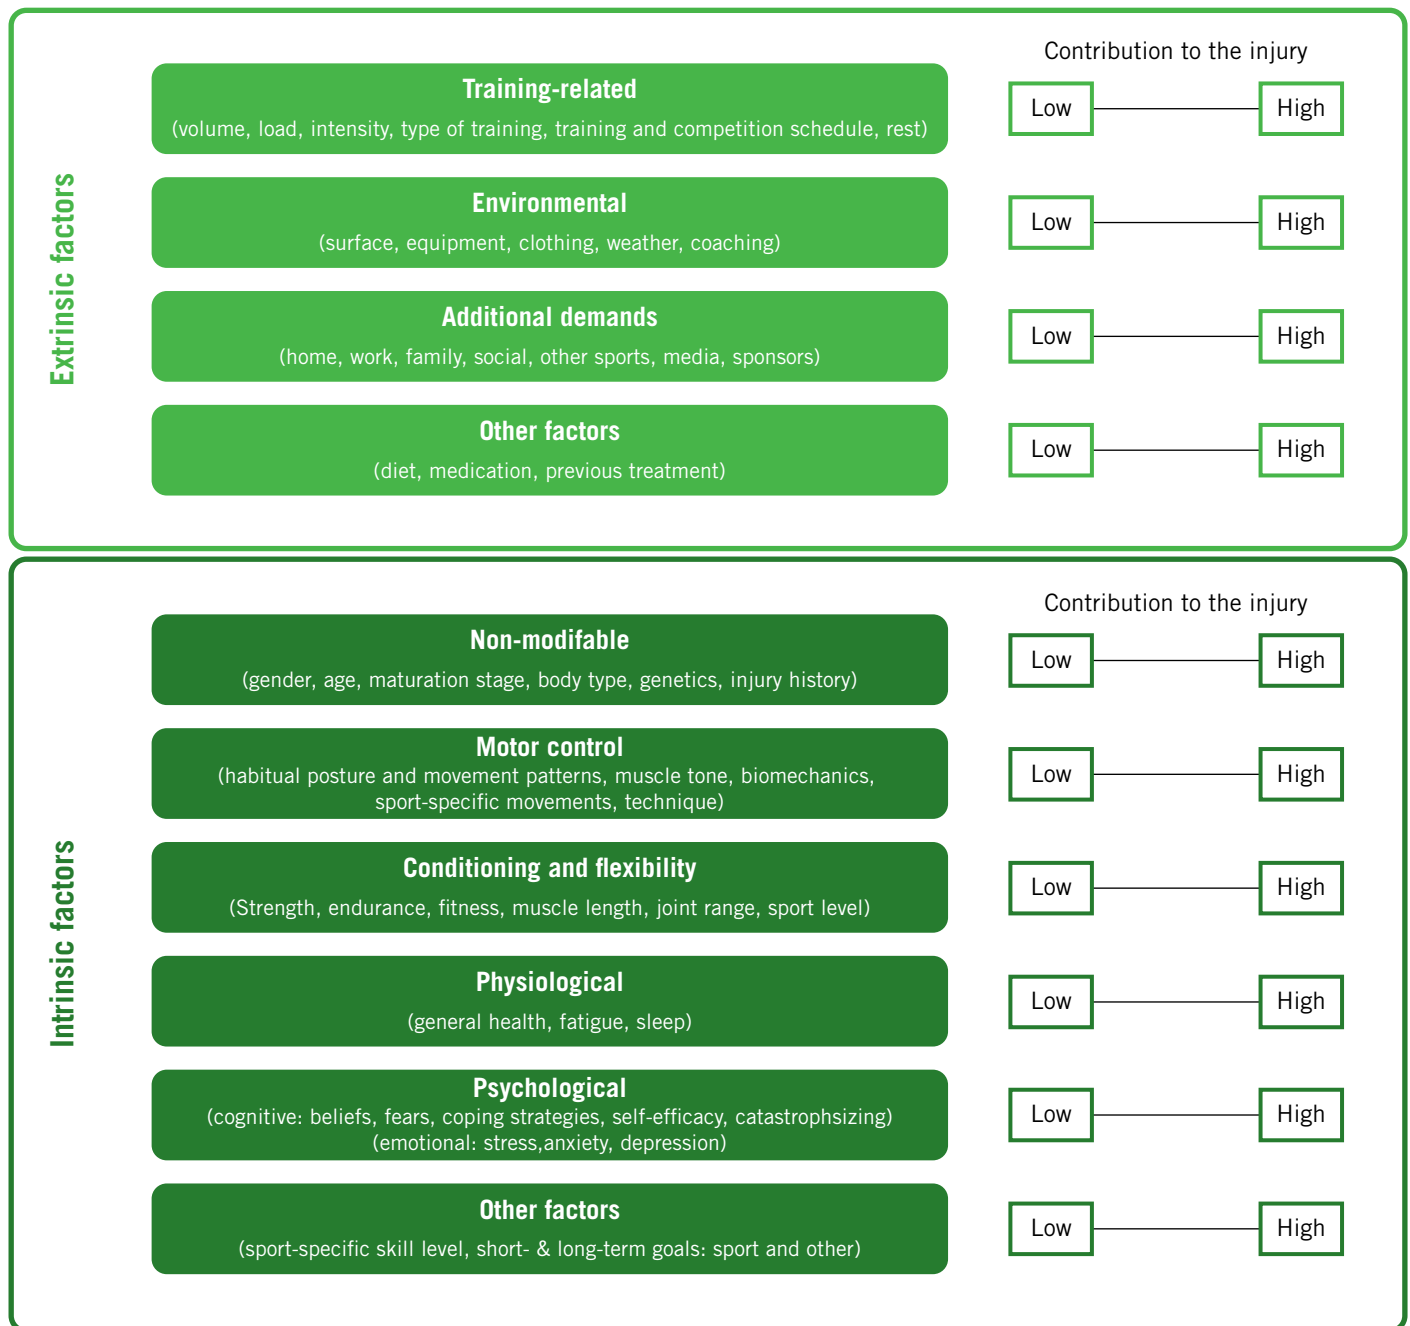 Extrinsic factors
Contribution to the injury
Training-related
(volume, load, intensity, type of training, training and competition schedule, rest)
Low
High
Environmental
(surface, equipment, clothing, weather, coaching)
Low
High
Additional demands
(home, work, family, social, other sports, media, sponsors)
Low
High
Other factors
(diet, medication, previous treatment)
Low
High
Intrinsic factors
Contribution to the injury
Non-modifable
(gender, age, maturation stage, body type, genetics, injury history)
Low
High
Motor control
(habitual posture and movement patterns, muscle tone, biomechanics,
sport-specific movements, technique)
Low
High
Conditioning and flexibility
(Strength, endurance, fitness, muscle length, joint range, sport level)
Low
High
Physiological
(general health, fatigue, sleep)
Low
High
Psychological
(cognitive: beliefs, fears, coping strategies, self-efficacy, catastrophsizing)
(emotional: stress,anxiety, depression)
Low
High
Other factors
(sport-specific skill level, short- & long-term goals: sport and other)
Low
High